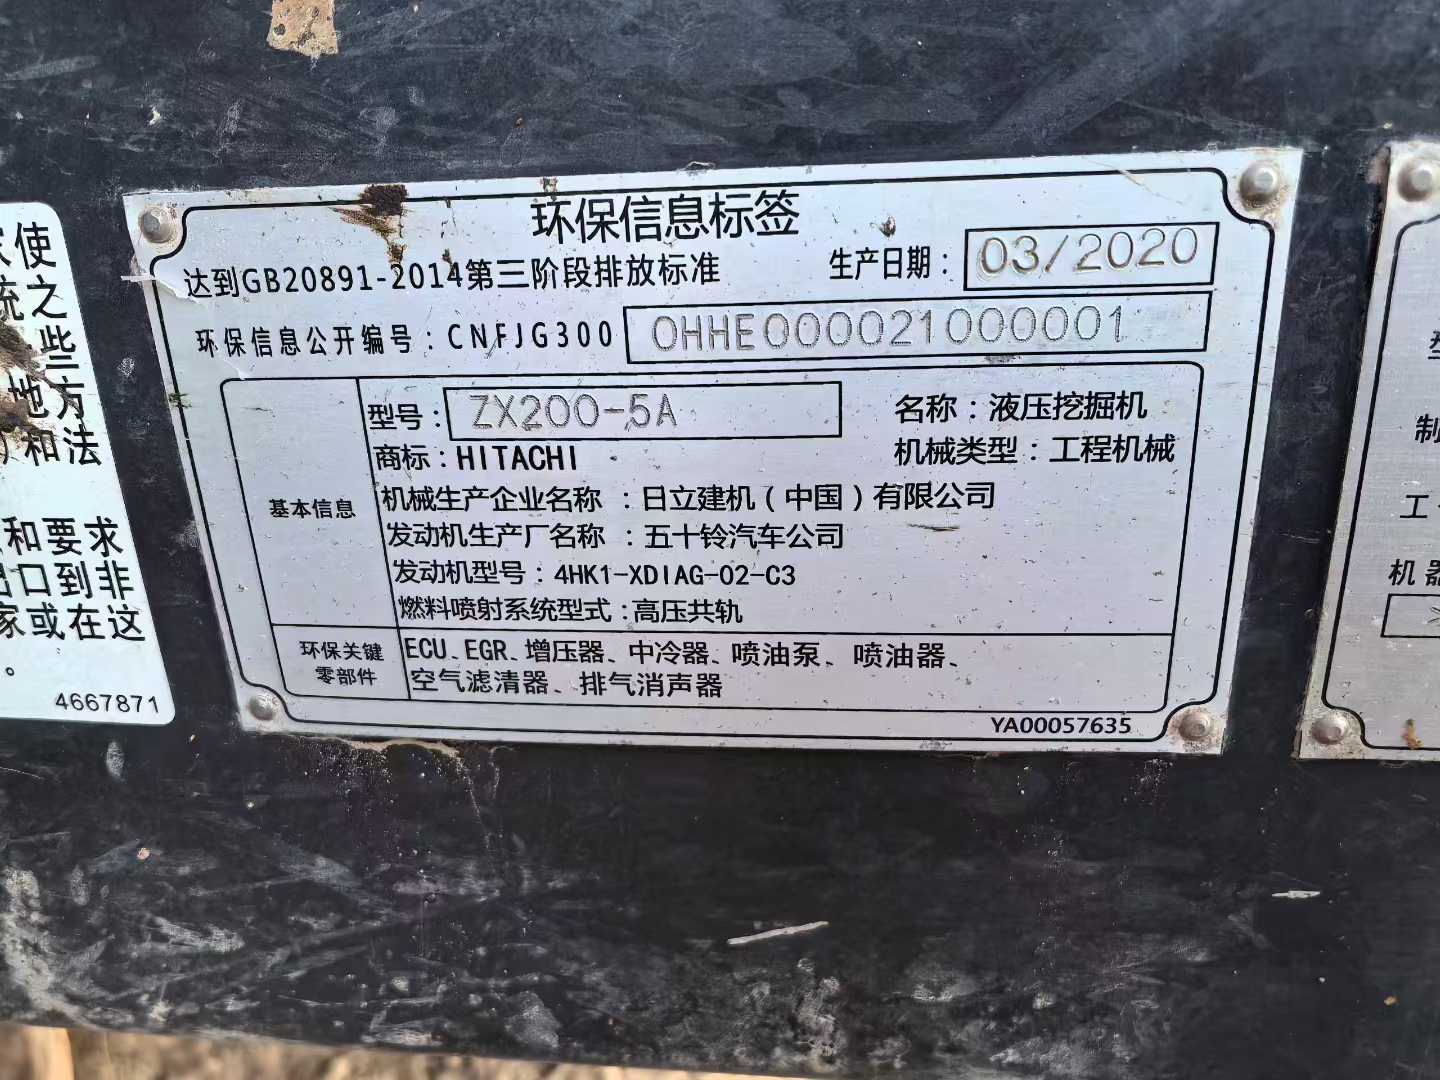 环保信息标签
达到GB20891-2014第三阶段排放标准 生产日期：03/2020
环保信息公开编号：CNFJG300 0HHE000021000001
型号：ZX200-5A 名称：液压挖掘机
商标：HITACHI 机械类型：工程机械
基本信息
机械生产企业名称：日立建机（中国）有限公司
发动机生产厂名称：五十铃汽车公司
发动机型号：4HK1-XDIAG-02-C3
燃料喷射系统型式：高压共轨
环保关键
零部件
ECU、EGR、增压器、中冷器、喷油泵、喷油器、
空气滤清器、排气消声器
YA00057635
使
统之
些
地方
和法
和要求
出口到非
家或在这
。
4667871
型
制
工
机器